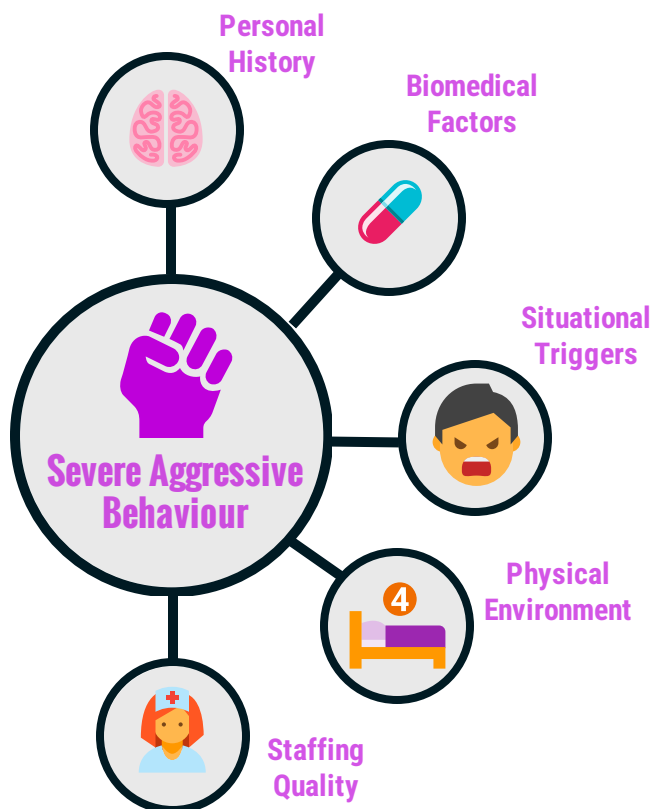 Personal
History
Biomedical
Factors
Situational
Triggers
Severe Aggressive
Behaviour
4
Physical
Environment
Staffing
Quality